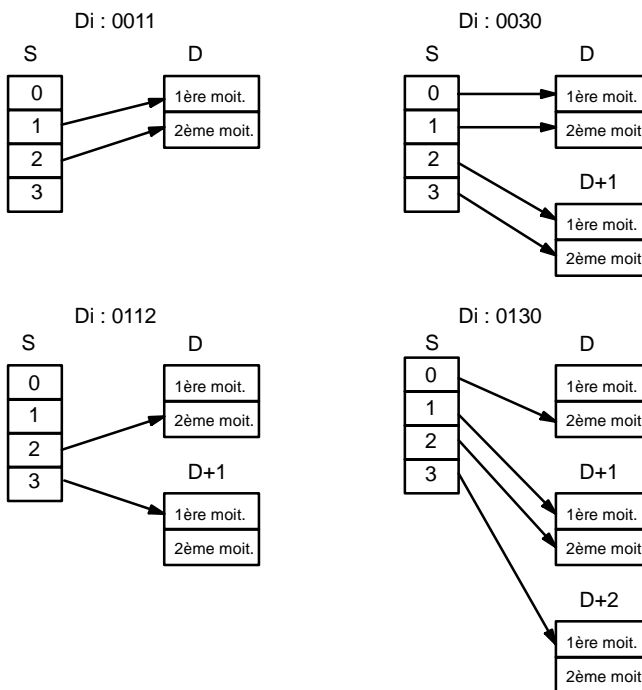 Di : 0011
S D
0
1
2
3
1ère moit.
2ème moit.
Di : 0030
S D
0
1
2
3
1ère moit.
2ème moit.
D+1
1ère moit.
2ème moit
Di : 0112
S D
0
1
2
3
1ère moit.
2ème moit.
D+1
1ère moit.
2ème moit.
Di : 0130
S D
0
1
2
3
1ère moit.
2ème moit
D+1
1ère moit.
2ème moit
D+2
1ère moit.
2ème moit